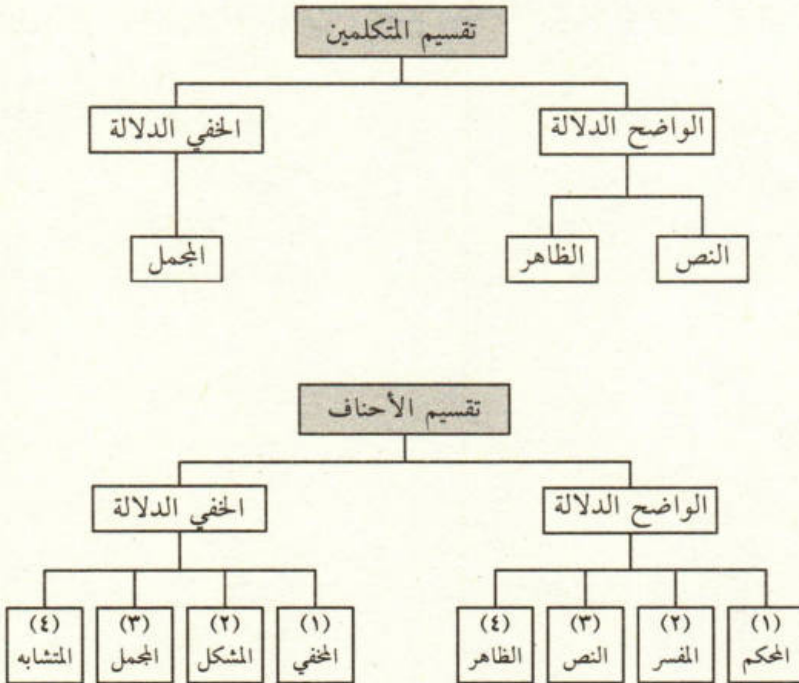 تقسيم المتكلمين
الواضح الدلالة
الخفي الدلالة
النص
الظاهر
المجمل
تقسيم الأحناف
الواضح الدلالة
الخفي الدلالة
(١)
المحكم
(٢)
المفسر
(٣)
النص
(٤)
الظاهر
(١)
المخفي
(٢)
المشكل
(٣)
المجمل
(٤)
المتشابه